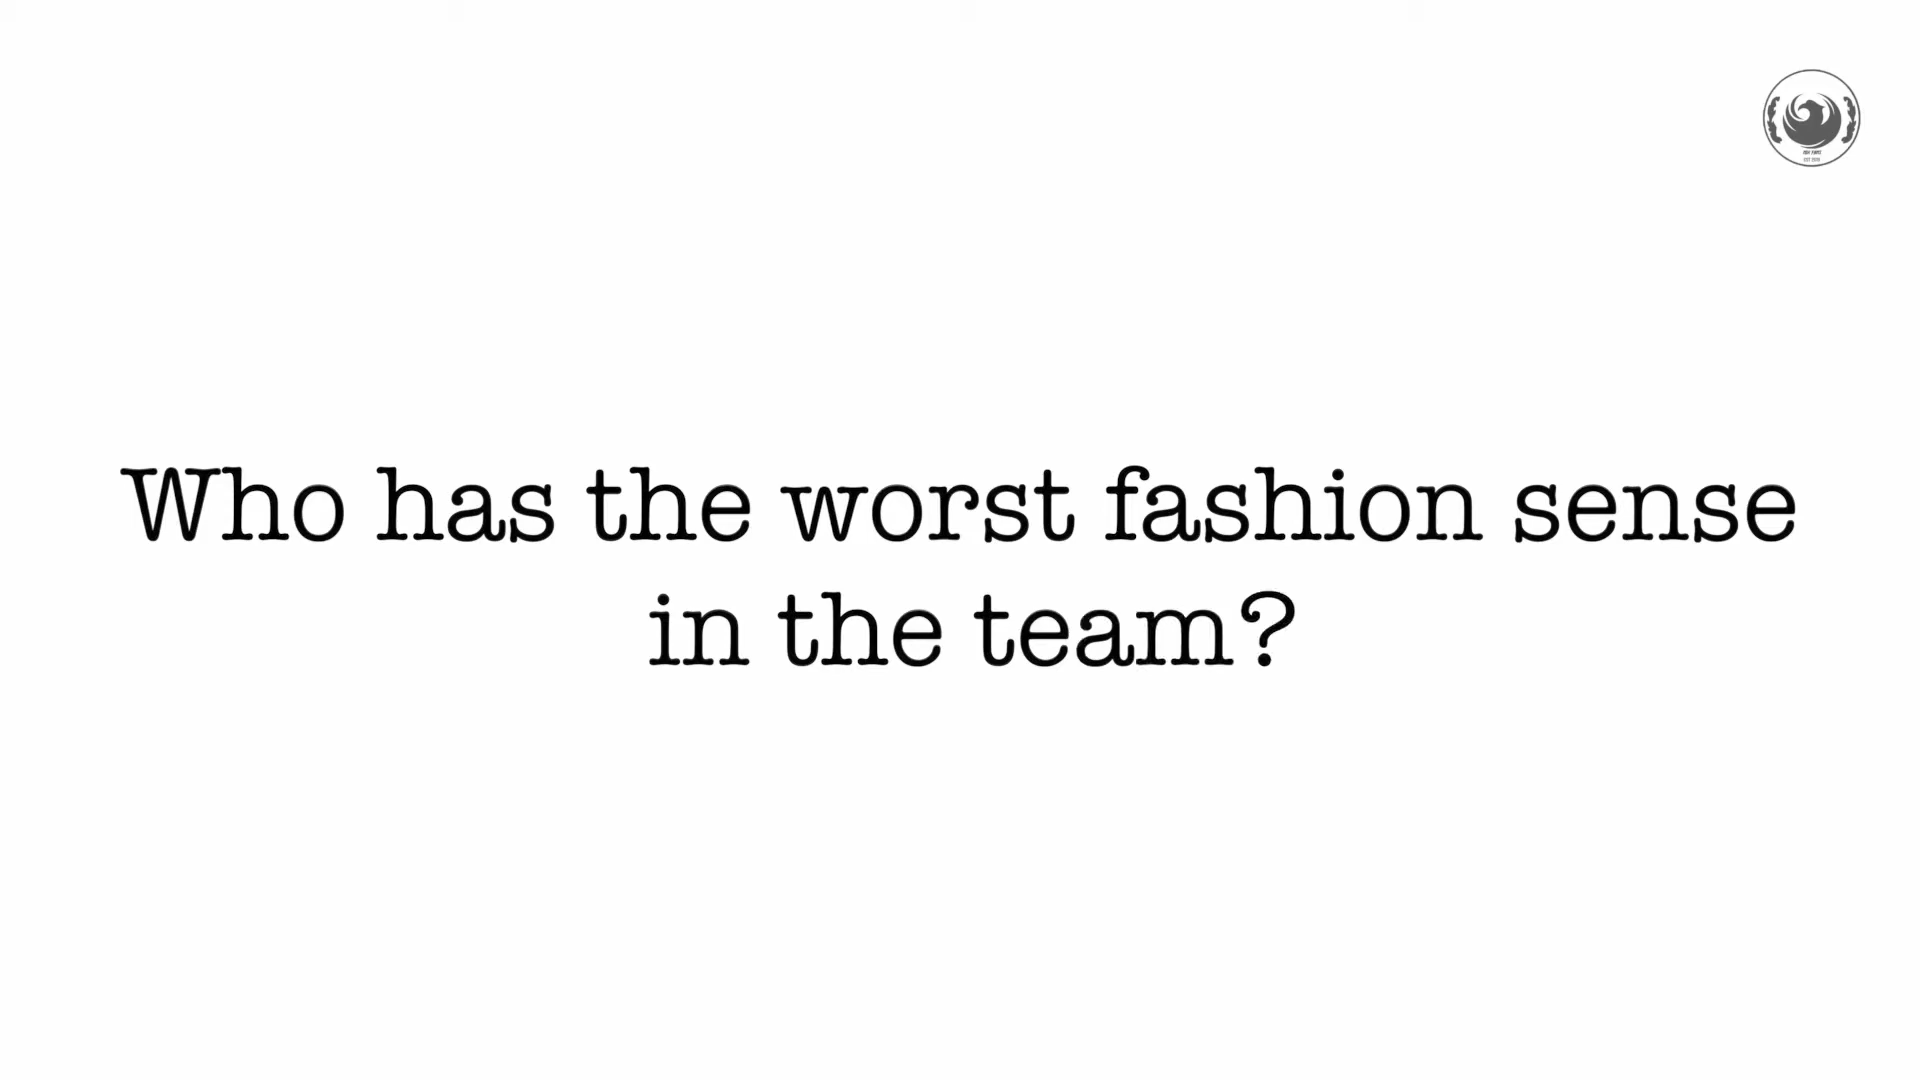 Who has the worst fashion sense
in the team?